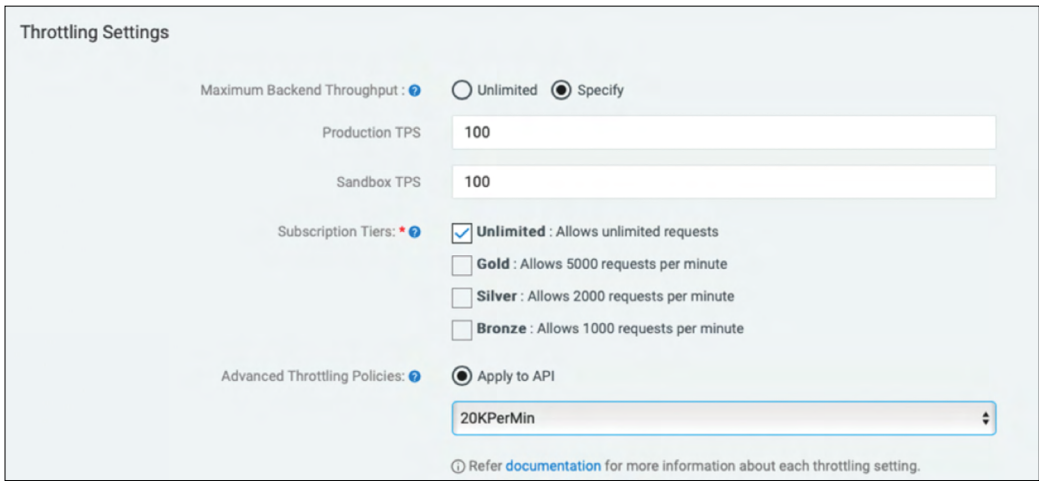 Throttling Settings
Maximum Backend Throughput : ? Unlimited Specify
Production TPS 100
Sandbox TPS 100
Subscription Tiers: * ? Unlimited : Allows unlimited requests
Gold : Allows 5000 requests per minute
Silver : Allows 2000 requests per minute
Bronze : Allows 1000 requests per minute
Advanced Throttling Policies: ? Apply to API
20KPerMin
Refer documentation for more information about each throttling setting.